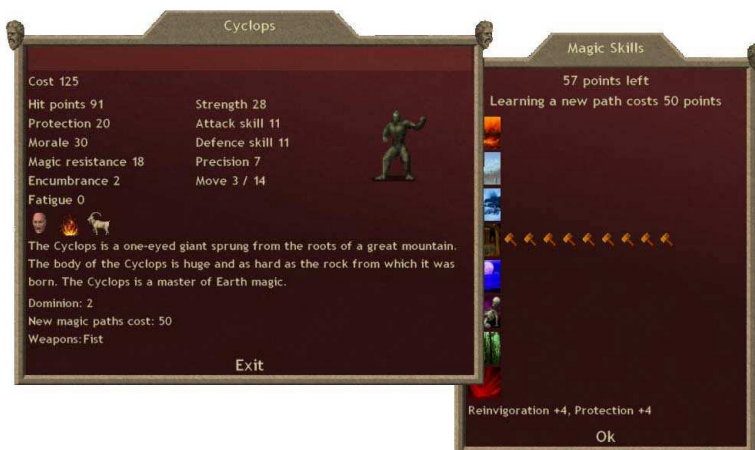 Cyclops
Cost 125
Hit points 91
Strength 28
Protection 20
Attack skill 11
Morale 30
Defence skill 11
Magic resistance 18
Precision 7
Encumbrance 2
Move 3 / 14
Fatigue 0
The Cyclops is a one-eyed giant sprung from the roots of a great mountain.
The body of the Cyclops is huge and as hard as the rock from which it was
born. The Cyclops is a master of Earth magic.
Dominion: 2
New magic paths cost: 50
Weapons:Fist
Exit
Magic Skills
57 points left
Learning a new path costs 50 points
Reinvigoration +4, Protection +4
Ok